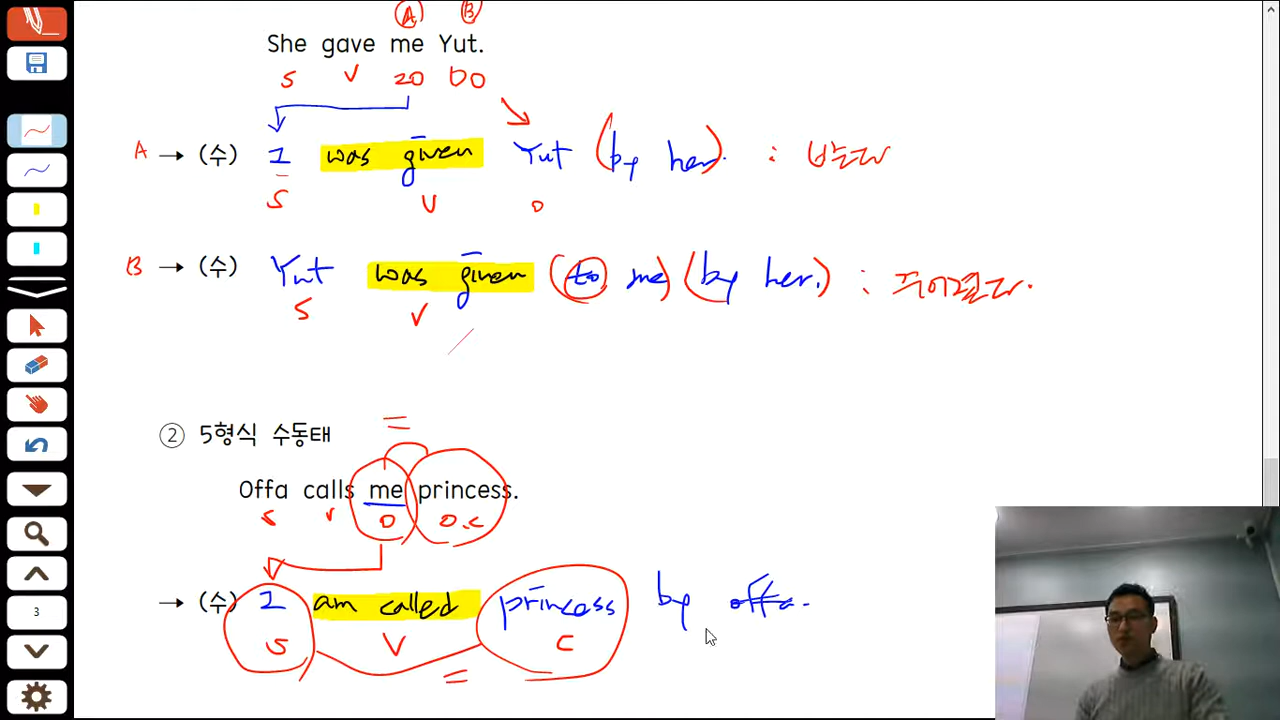 A B
She gave me Yut.
S V IO DO
A → (수) I was given Yut (by her). : 받는다
S V O
B → (수) Yut was given (to me) (by her.) : 주어졌다.
S V
=
② 5형식 수동태
Offa calls me princess.
S V O O.C
→ (수) I am called princess by offa.
S V C
=
3